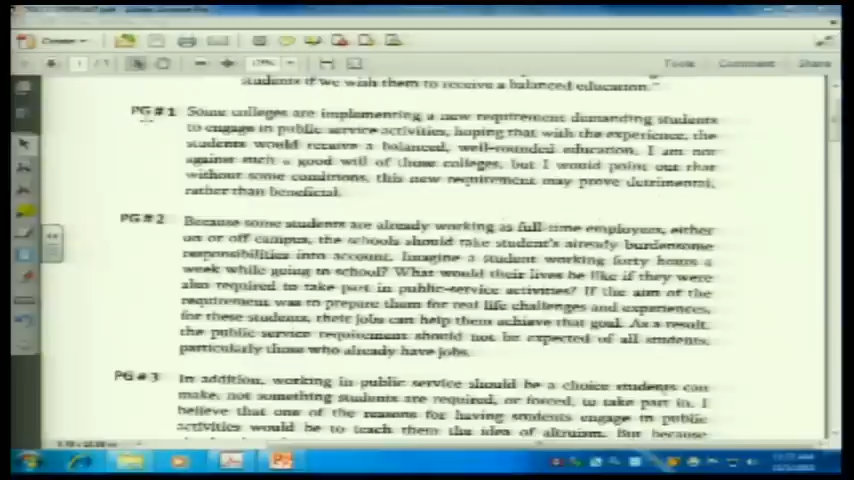 Create
1 / 1
125%
Tools
Comment
Share
students if we wish them to receive a balanced education."
PG # 1 Some colleges are implementing a new requirement demanding students
to engage in public service activities, hoping that with the experience, the
students would receive a balanced, well-rounded education. I am not
against such a good will of those colleges, but I would point out that
without some conditions, this new requirement may prove detrimental,
rather than beneficial.
PG # 2 Because some students are already working as full-time employees, either
on or off campus, the schools should take student's already burdensome
responsibilities into account. Imagine a student working forty hours a
week while going to school? What would their lives be like if they were
also required to take part in public-service activities? If the aim of the
requirement was to prepare them for real life challenges and experiences,
for these students, their jobs can help them achieve that goal. As a result,
the public service requirement should not be expected of all students,
particularly those who already have jobs.
PG # 3 In addition, working in public service should be a choice students can
make, not something students are required, or forced, to take part in. I
believe that one of the reasons for having students engage in public
activities would be to teach them the idea of altruism. But because